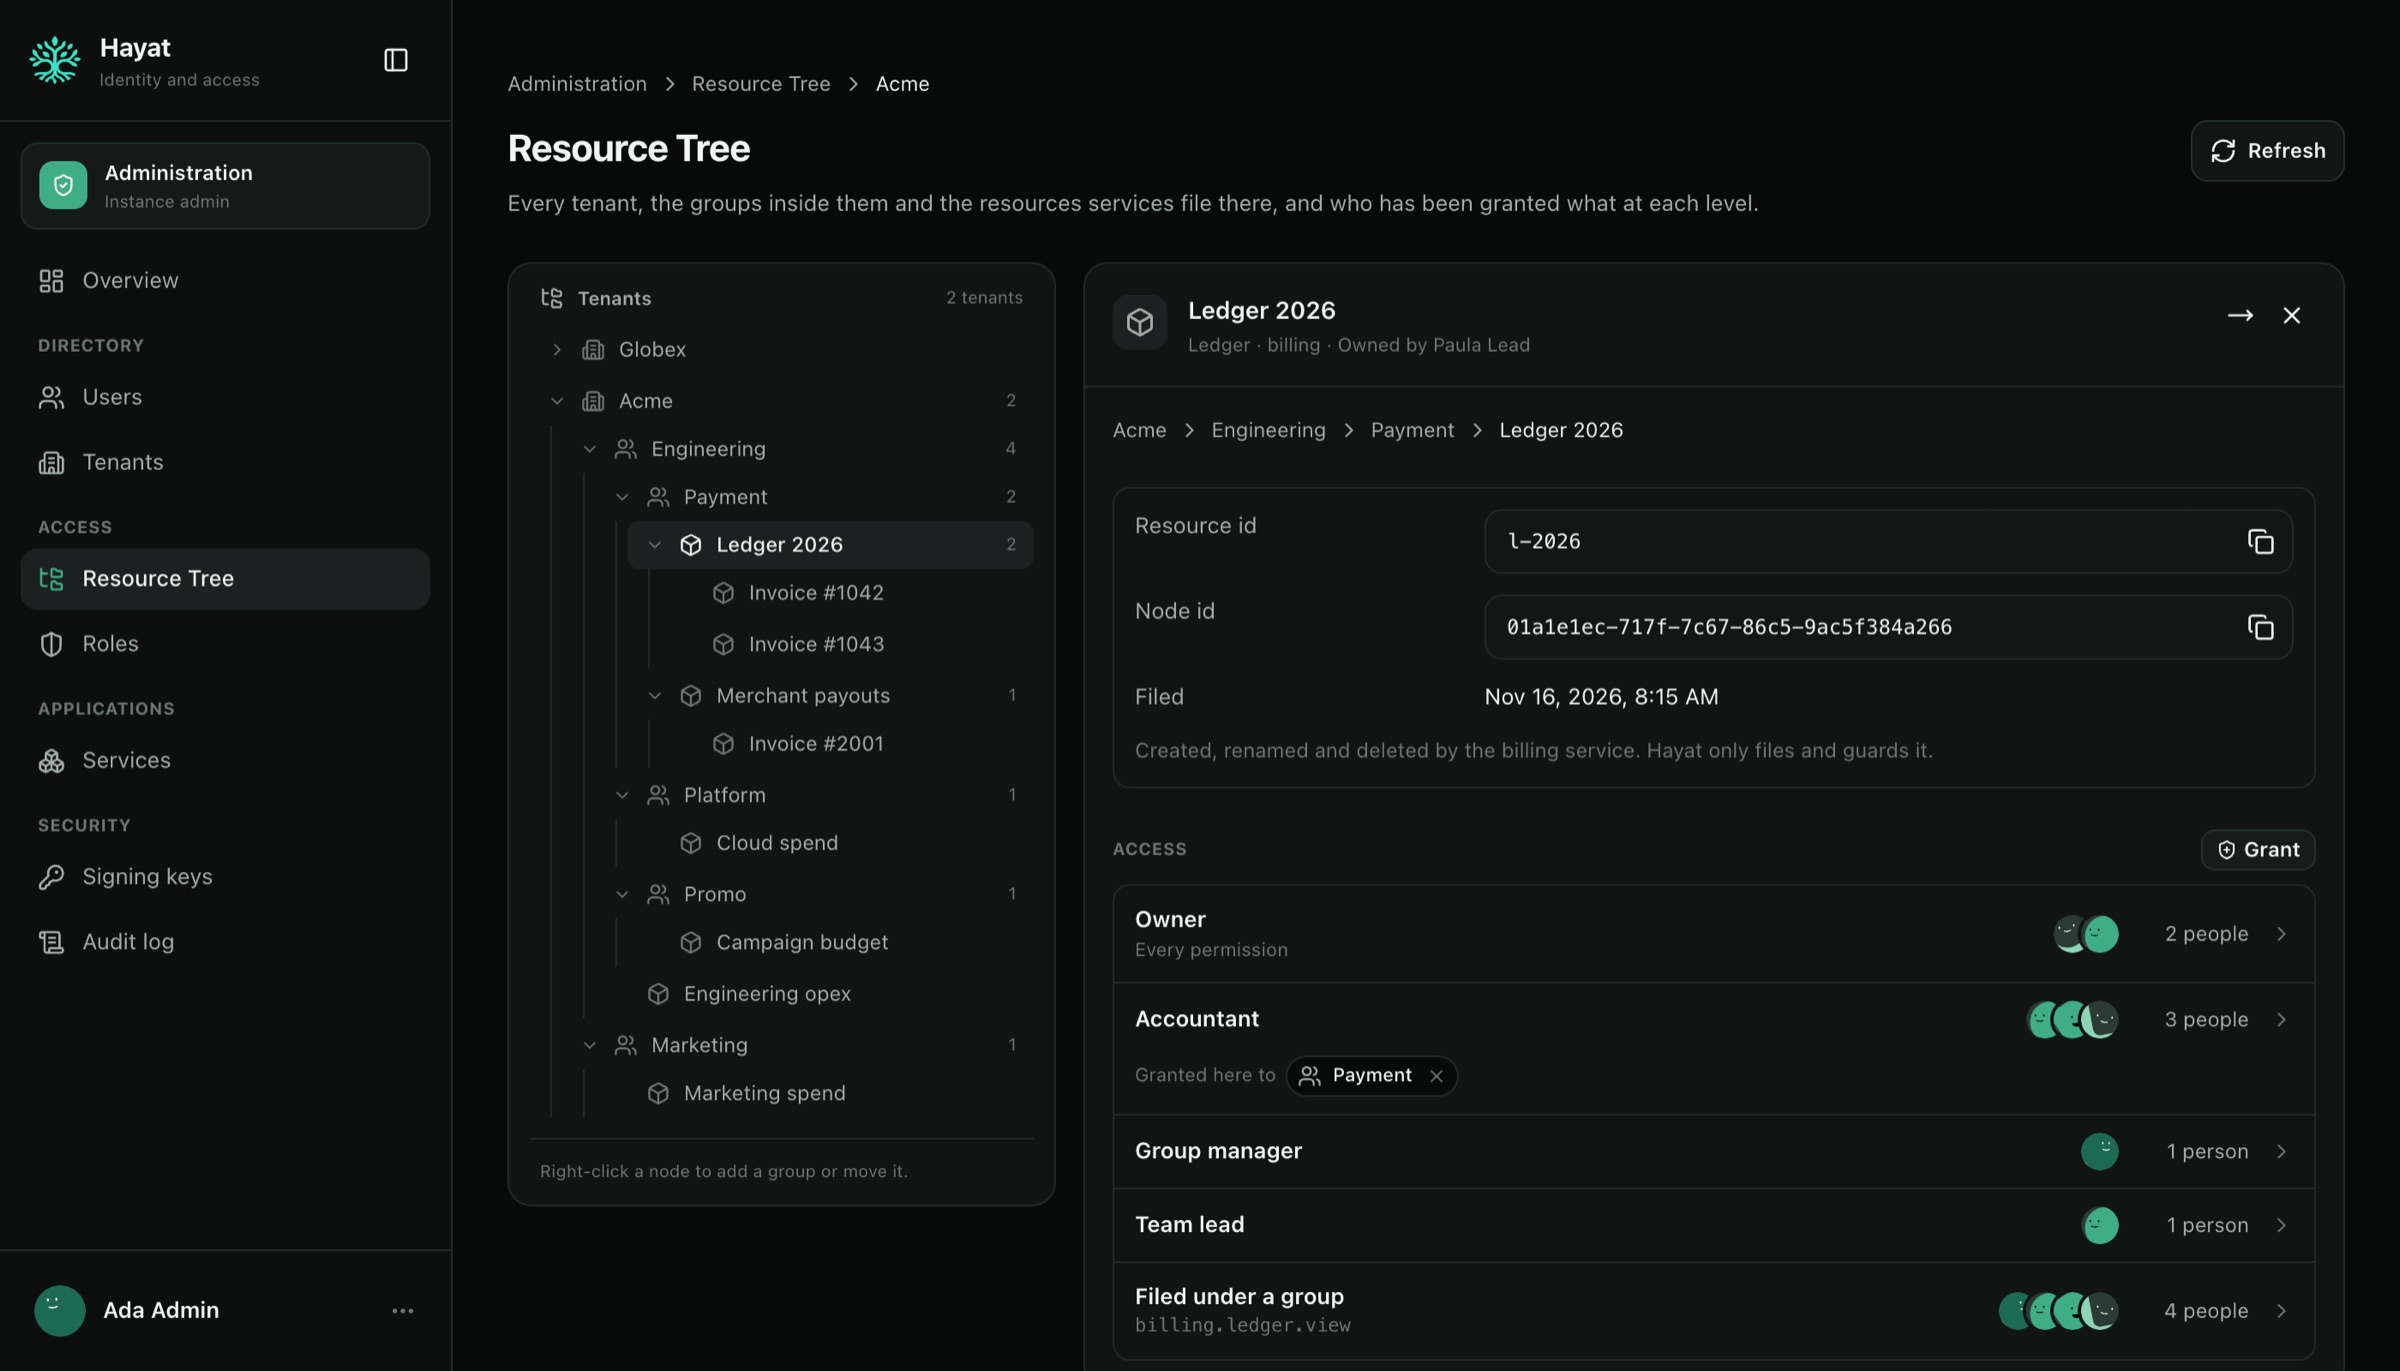 Hayat
Identity and access
Administration
Instance admin
Overview
DIRECTORY
Users
Tenants
ACCESS
Resource Tree
Roles
APPLICATIONS
Services
SECURITY
Signing keys
Audit log
Ada Admin
Administration > Resource Tree > Acme
Resource Tree
Refresh
Every tenant, the groups inside them and the resources services file there, and who has been granted what at each level.
Tenants 2 tenants
Globex
Acme 2
Engineering 4
Payment 2
Ledger 2026 2
Invoice #1042
Invoice #1043
Merchant payouts 1
Invoice #2001
Platform 1
Cloud spend
Promo 1
Campaign budget
Engineering opex
Marketing 1
Marketing spend
Right-click a node to add a group or move it.
Ledger 2026
Ledger · billing · Owned by Paula Lead
Acme > Engineering > Payment > Ledger 2026
Resource id l-2026
Node id 01a1e1ec-717f-7c67-86c5-9ac5f384a266
Filed Nov 16, 2026, 8:15 AM
Created, renamed and deleted by the billing service. Hayat only files and guards it.
ACCESS Grant
Owner
Every permission
2 people
Accountant
3 people
Granted here to Payment
Group manager
1 person
Team lead
1 person
Filed under a group
billing.ledger.view
4 people